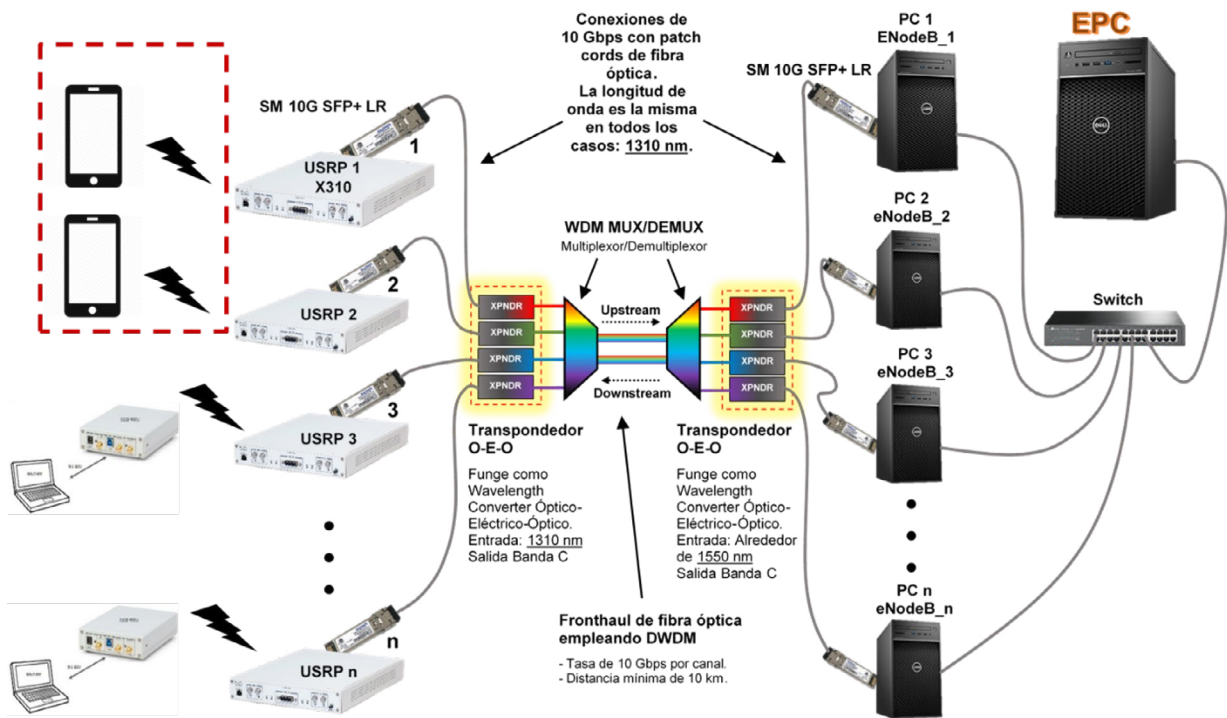 Conexiones de
10 Gbps con patch
cords de fibra
óptica.
La longitud de
onda es la misma
en todos los
casos: 1310 nm.
PC 1
ENodeB_1
EPC
SM 10G SFP+ LR
SM 10G SFP+ LR
1
USRP 1
X310
PC 2
eNodeB_2
WDM MUX/DEMUX
Multiplexor/Demultiplexor
2
USRP 2
XPNDR
XPNDR
XPNDR
XPNDR
Upstream
Downstream
XPNDR
XPNDR
XPNDR
XPNDR
Switch
PC 3
eNodeB_3
3
USRP 3
Transpondedor
O-E-O
Funge como
Wavelength
Converter Óptico-
Eléctrico-Óptico.
Entrada: 1310 nm
Salida Banda C
Transpondedor
O-E-O
Funge como
Wavelength
Converter Óptico-
Eléctrico-Óptico.
Entrada: Alrededor
de 1550 nm
Salida Banda C
PC n
eNodeB_n
n
USRP n
Fronthaul de fibra óptica
empleando DWDM
- Tasa de 10 Gbps por canal.
- Distancia mínima de 10 km.